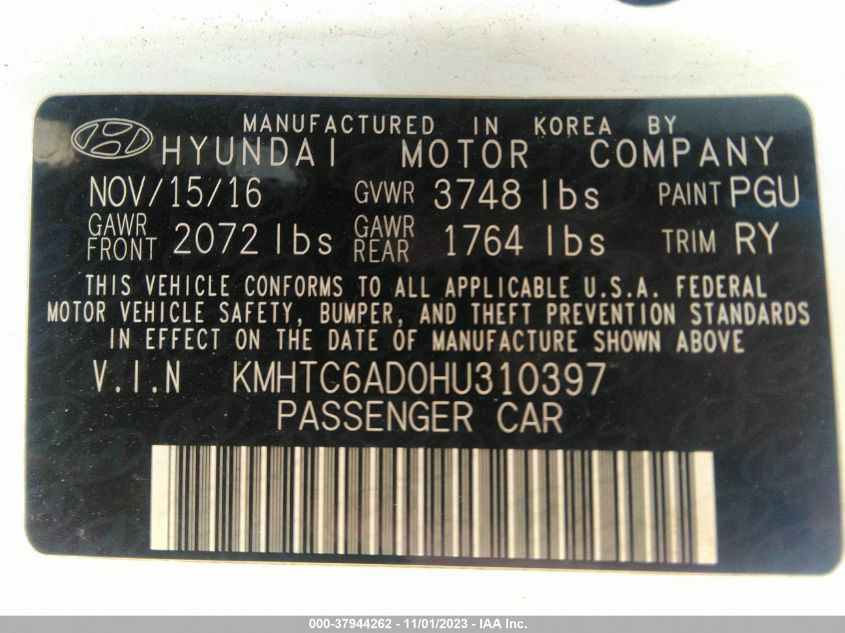 MANUFACTURED IN KOREA BY
HYUNDAI MOTOR COMPANY
NOV/15/16 GVWR 3748 lbs PAINT PGU
GAWR FRONT 2072 lbs GAWR REAR 1764 lbs TRIM RY
THIS VEHICLE CONFORMS TO ALL APPLICABLE U.S.A. FEDERAL
MOTOR VEHICLE SAFETY, BUMPER, AND THEFT PREVENTION STANDARDS
IN EFFECT ON THE DATE OF MANUFACTURE SHOWN ABOVE
V.I.N KMHTC6AD0HU310397
PASSENGER CAR
000-37944262 - 11/01/2023 - IAA Inc.